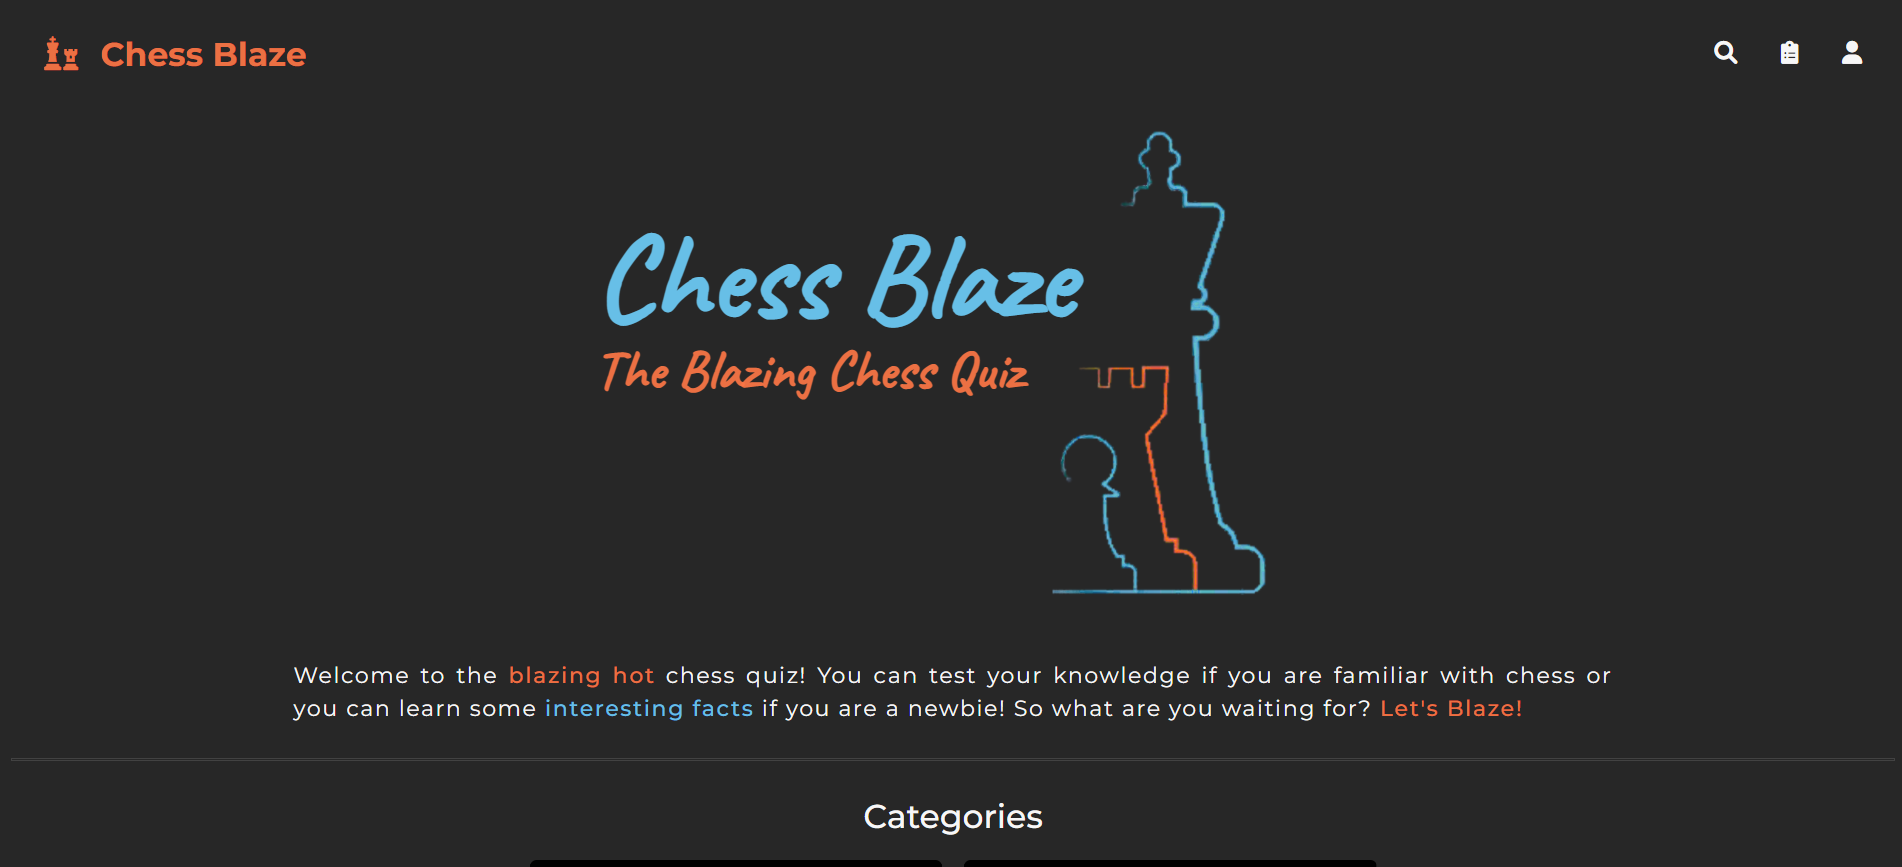 Chess Blaze
Chess Blaze
The Blazing Chess Quiz
Welcome to the blazing hot chess quiz! You can test your knowledge if you are familiar with chess or
you can learn some interesting facts if you are a newbie! So what are you waiting for? Let's Blaze!
Categories